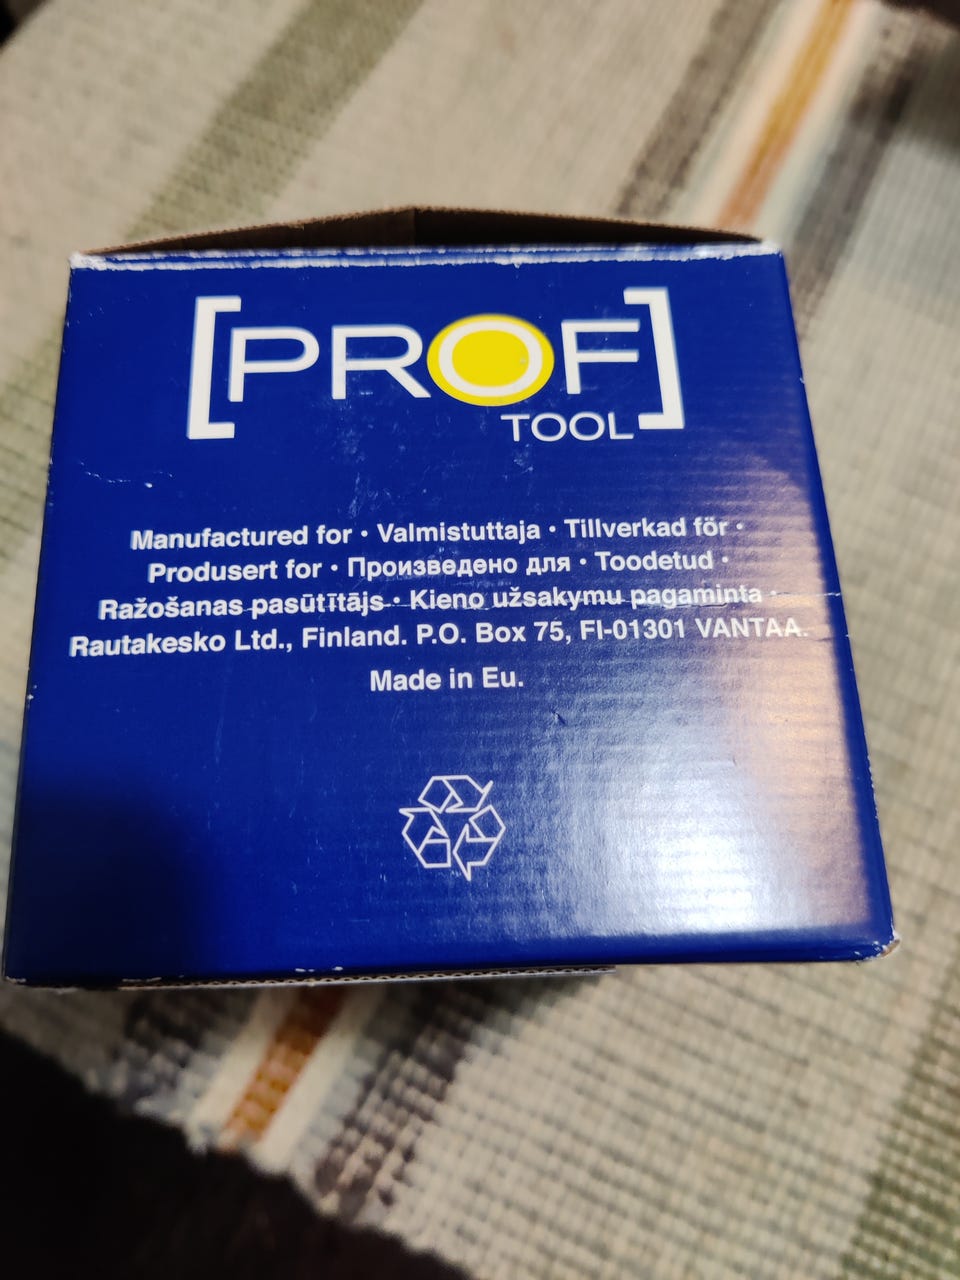 [PROF]
TOOL
Manufactured for • Valmistuttaja • Tillverkad för •
Produsert for • Произведено для • Toodetud •
Ražošanas pasūtītājs • Kieno užsakymu pagaminta •
Rautakesko Ltd., Finland. P.O. Box 75, FI-01301 VANTAA.
Made in Eu.